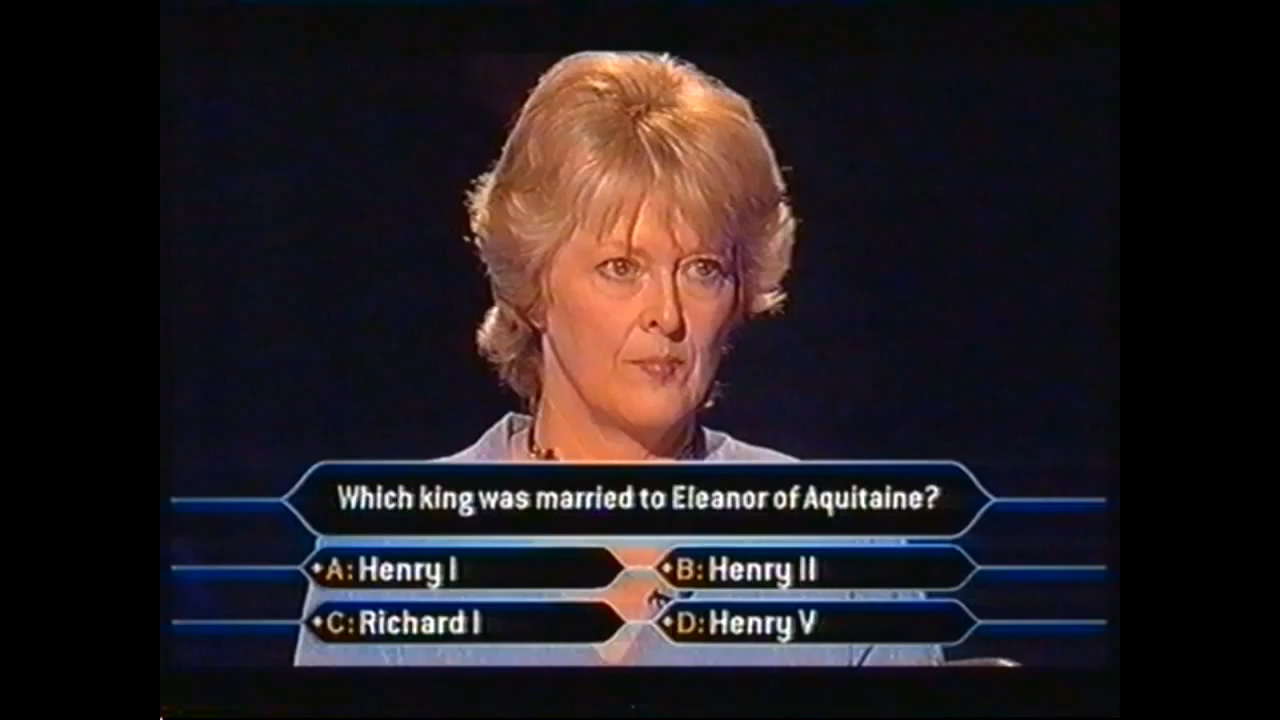 Which king was married to Eleanor of Aquitaine?
A: Henry I
B: Henry II
C: Richard I
D: Henry V